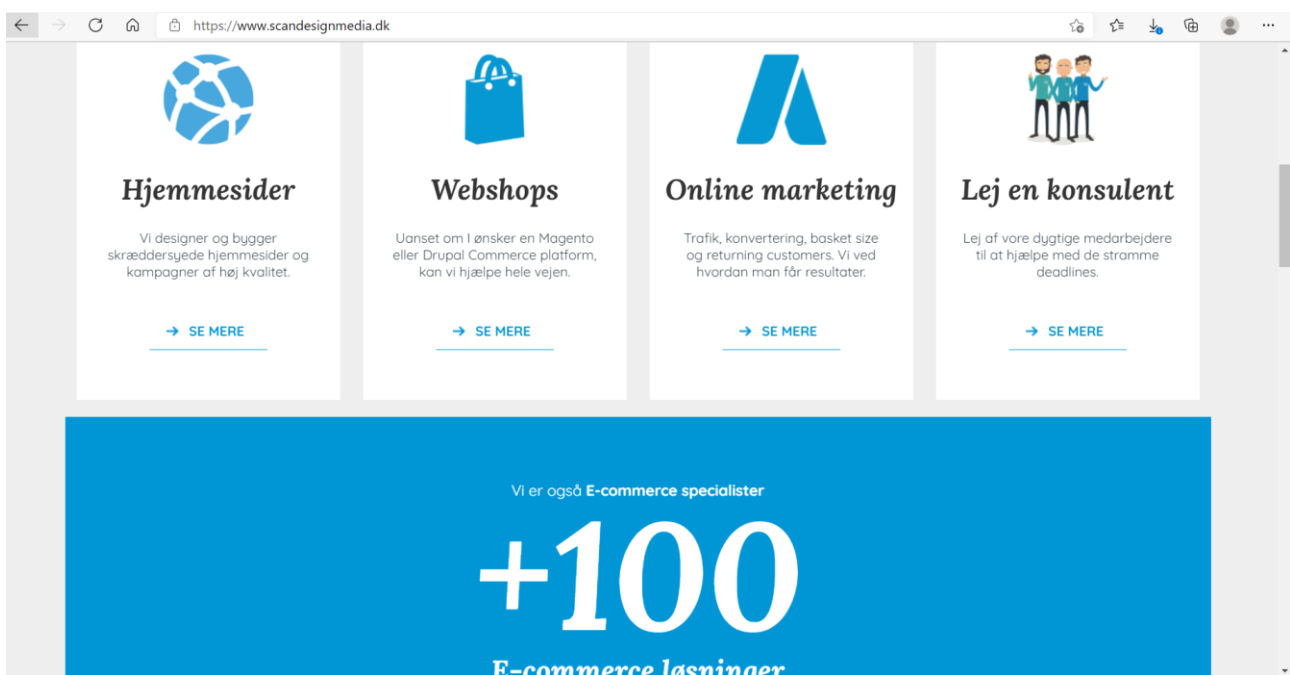 https://www.scandesignmedia.dk
Hjemmesider
Vi designer og bygger
skræddersyede hjemmesider og
kampagner af høj kvalitet.
→ SE MERE
Webshops
Uanset om I ønsker en Magento
eller Drupal Commerce platform,
kan vi hjælpe hele vejen.
→ SE MERE
Online marketing
Trafik, konvertering, basket size
og returning customers. Vi ved
hvordan man får resultater.
→ SE MERE
Lej en konsulent
Lej af vore dygtige medarbejdere
til at hjælpe med de stramme
deadlines.
→ SE MERE
Vi er også E-commerce specialister
+100
E-commerce løsninger